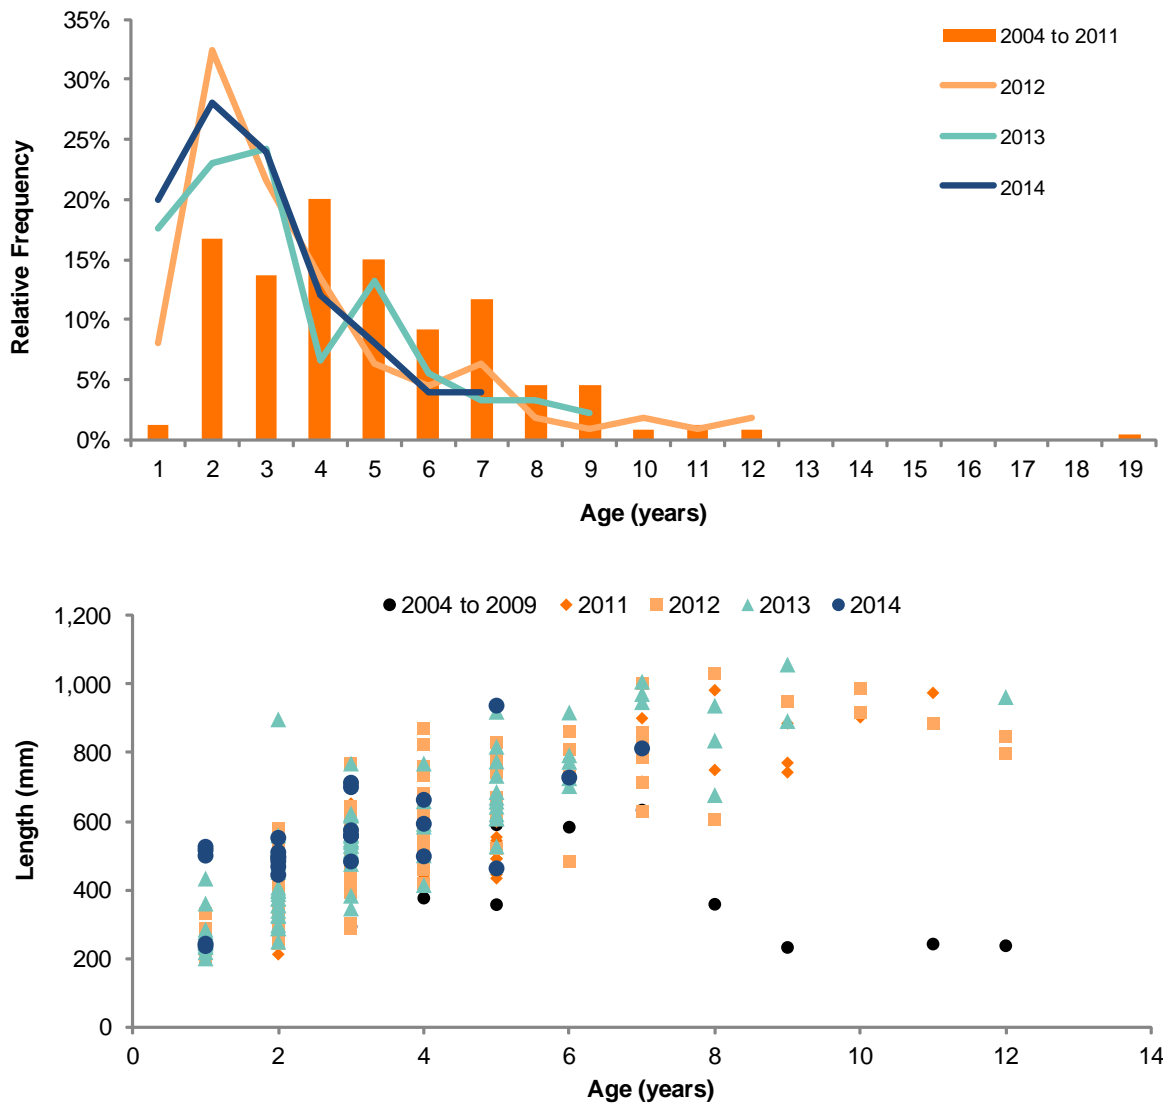 35%
30%
25%
20%
15%
10%
5%
0%
Relative Frequency
2004 to 2011
2012
2013
2014
1 2 3 4 5 6 7 8 9 10 11 12 13 14 15 16 17 18 19
Age (years)
2004 to 2009 2011 2012 2013 2014
1,200
1,000
800
600
400
200
0
Length (mm)
0 2 4 6 8 10 12 14
Age (years)